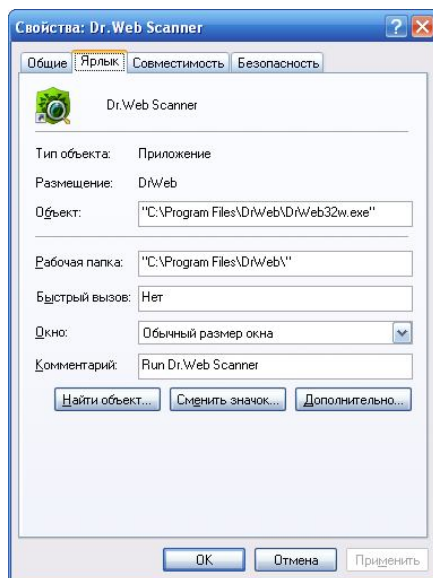 Свойства: Dr.Web Scanner
Общие Ярлык Совместимость Безопасность
Dr.Web Scanner
Тип объекта: Приложение
Размещение: DrWeb
Объект: "C:\Program Files\DrWeb\DrWeb32w.exe"
Рабочая папка: "C:\Program Files\DrWeb\"
Быстрый вызов: Нет
Окно: Обычный размер окна
Комментарий: Run Dr.Web Scanner
Найти объект... Сменить значок... Дополнительно...
ОК Отмена Применить